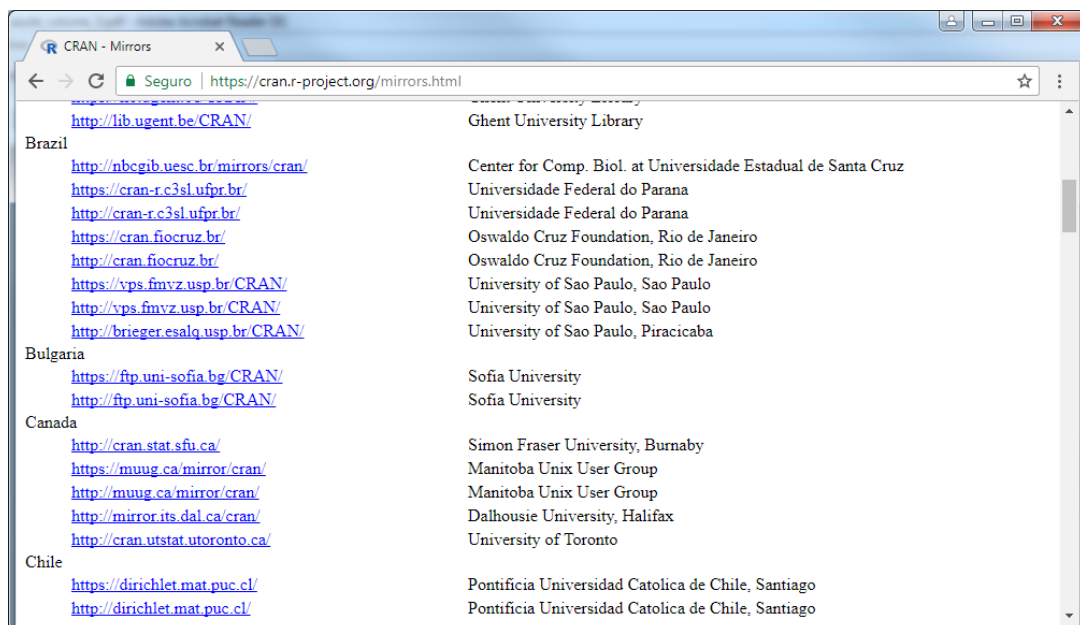 CRAN - Mirrors
Seguro | https://cran.r-project.org/mirrors.html
http://lib.ugent.be/CRAN/ Ghent University Library
Brazil
http://nbcgib.uesc.br/mirrors/cran/ Center for Comp. Biol. at Universidade Estadual de Santa Cruz
https://cran-r.c3sl.ufpr.br/ Universidade Federal do Parana
http://cran-r.c3sl.ufpr.br/ Universidade Federal do Parana
https://cran.fiocruz.br/ Oswaldo Cruz Foundation, Rio de Janeiro
http://cran.fiocruz.br/ Oswaldo Cruz Foundation, Rio de Janeiro
https://vps.fmvz.usp.br/CRAN/ University of Sao Paulo, Sao Paulo
http://vps.fmvz.usp.br/CRAN/ University of Sao Paulo, Sao Paulo
http://brieger.esalq.usp.br/CRAN/ University of Sao Paulo, Piracicaba
Bulgaria
https://ftp.uni-sofia.bg/CRAN/ Sofia University
http://ftp.uni-sofia.bg/CRAN/ Sofia University
Canada
http://cran.stat.sfu.ca/ Simon Fraser University, Burnaby
https://muug.ca/mirror/cran/ Manitoba Unix User Group
http://muug.ca/mirror/cran/ Manitoba Unix User Group
http://mirror.its.dal.ca/cran/ Dalhousie University, Halifax
http://cran.utstat.utoronto.ca/ University of Toronto
Chile
https://dirichlet.mat.puc.cl/ Pontificia Universidad Catolica de Chile, Santiago
http://dirichlet.mat.puc.cl/ Pontificia Universidad Catolica de Chile, Santiago